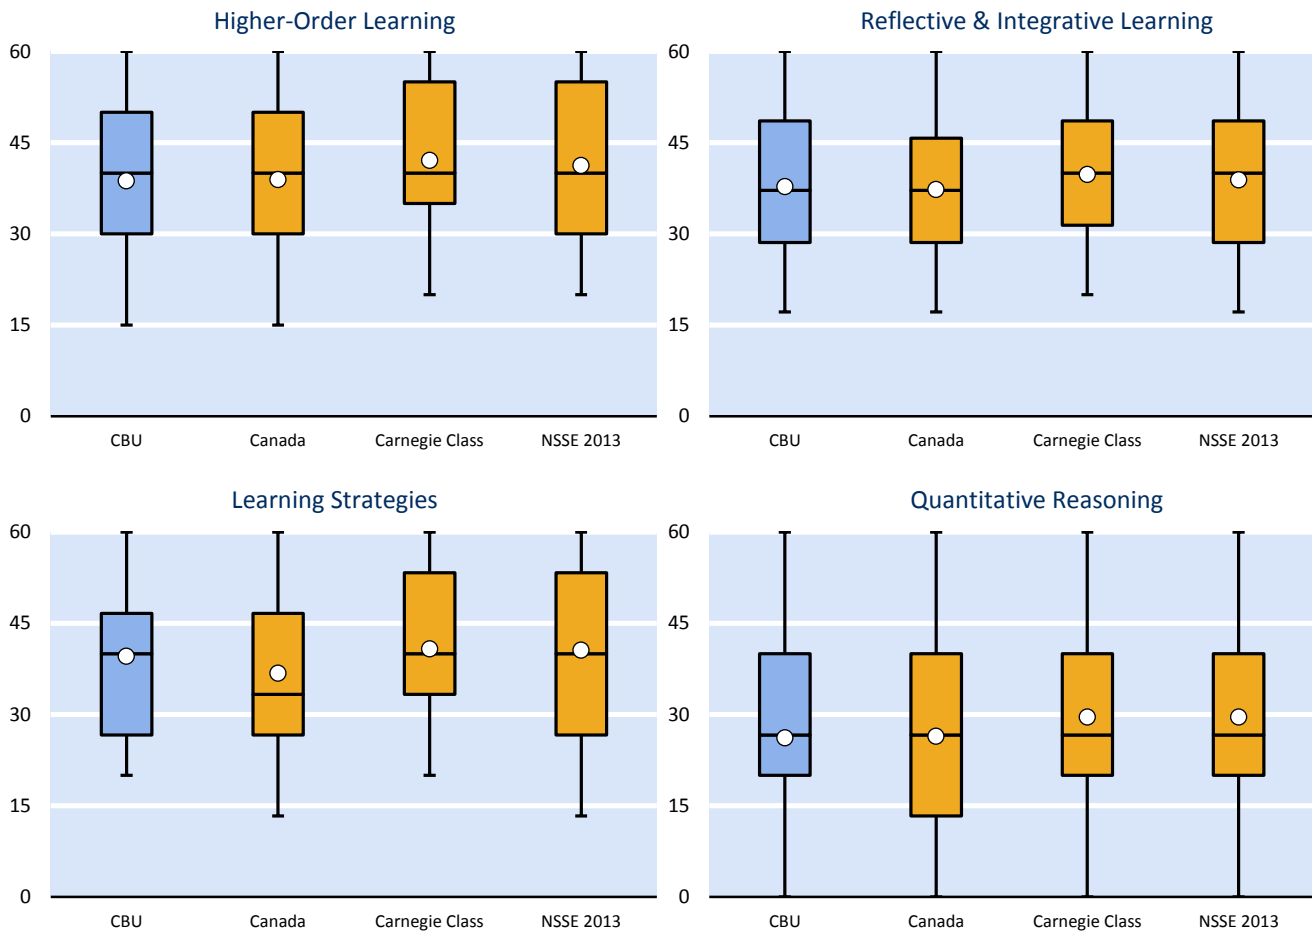 Higher-Order Learning
60
45
30
15
0
CBU Canada Carnegie Class NSSE 2013
Reflective & Integrative Learning
60
45
30
15
0
CBU Canada Carnegie Class NSSE 2013
Learning Strategies
60
45
30
15
0
CBU Canada Carnegie Class NSSE 2013
Quantitative Reasoning
60
45
30
15
0
CBU Canada Carnegie Class NSSE 2013